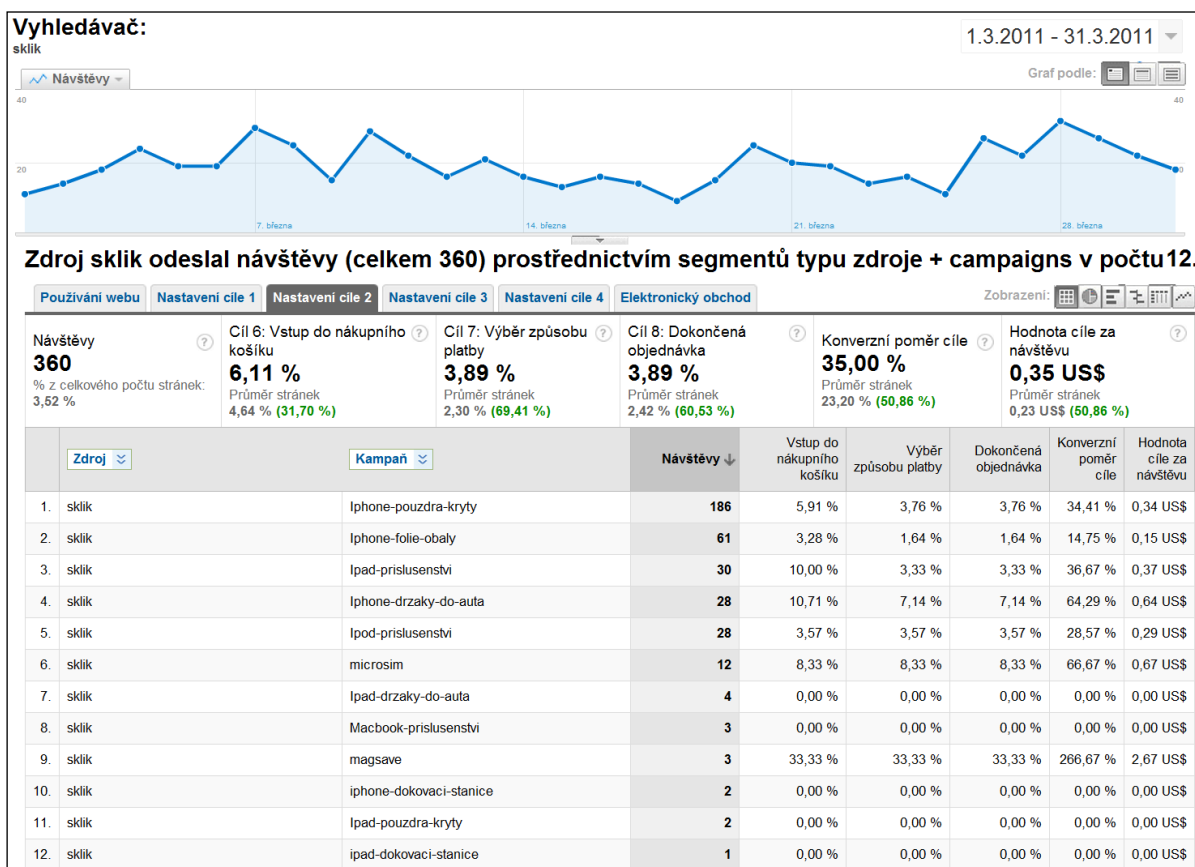 Vyhledávač:
sklik
1.3.2011 - 31.3.2011
Návštěvy
Graf podle:
40 40
20
7. března 14. března 21. března 28. března
Zdroj sklik odeslal návštěvy (celkem 360) prostřednictvím segmentů typu zdroje + campaigns v počtu12.
Používání webu Nastavení cíle 1 Nastavení cíle 2 Nastavení cíle 3 Nastavení cíle 4 Elektronický obchod Zobrazení:
Návštěvy ?
360
% z celkového počtu stránek:
3,52 %
Cíl 6: Vstup do nákupního ?
košíku
6,11 %
Průměr stránek
4,64 % (31,70 %)
Cíl 7: Výběr způsobu ?
platby
3,89 %
Průměr stránek
2,30 % (69,41 %)
Cíl 8: Dokončená ?
objednávka
3,89 %
Průměr stránek
2,42 % (60,53 %)
Konverzní poměr cíle ?
35,00 %
Průměr stránek
23,20 % (50,86 %)
Hodnota cíle za ?
návštěvu
0,35 US$
Průměr stránek
0,23 US$ (50,86 %)
Zdroj
Kampaň
Návštěvy
Vstup do
nákupního
košíku
Výběr
způsobu platby
Dokončená
objednávka
Konverzní
poměr
cíle
Hodnota
cíle za
návštěvu
1. sklik Iphone-pouzdra-kryty 186 5,91 % 3,76 % 3,76 % 34,41 % 0,34 US$
2. sklik Iphone-folie-obaly 61 3,28 % 1,64 % 1,64 % 14,75 % 0,15 US$
3. sklik Ipad-prislusenstvi 30 10,00 % 3,33 % 3,33 % 36,67 % 0,37 US$
4. sklik Iphone-drzaky-do-auta 28 10,71 % 7,14 % 7,14 % 64,29 % 0,64 US$
5. sklik Ipod-prislusenstvi 28 3,57 % 3,57 % 3,57 % 28,57 % 0,29 US$
6. sklik microsim 12 8,33 % 8,33 % 8,33 % 66,67 % 0,67 US$
7. sklik Ipad-drzaky-do-auta 4 0,00 % 0,00 % 0,00 % 0,00 % 0,00 US$
8. sklik Macbook-prislusenstvi 3 0,00 % 0,00 % 0,00 % 0,00 % 0,00 US$
9. sklik magsave 3 33,33 % 33,33 % 33,33 % 266,67 % 2,67 US$
10. sklik iphone-dokovaci-stanice 2 0,00 % 0,00 % 0,00 % 0,00 % 0,00 US$
11. sklik Ipad-pouzdra-kryty 2 0,00 % 0,00 % 0,00 % 0,00 % 0,00 US$
12. sklik ipad-dokovaci-stanice 1 0,00 % 0,00 % 0,00 % 0,00 % 0,00 US$